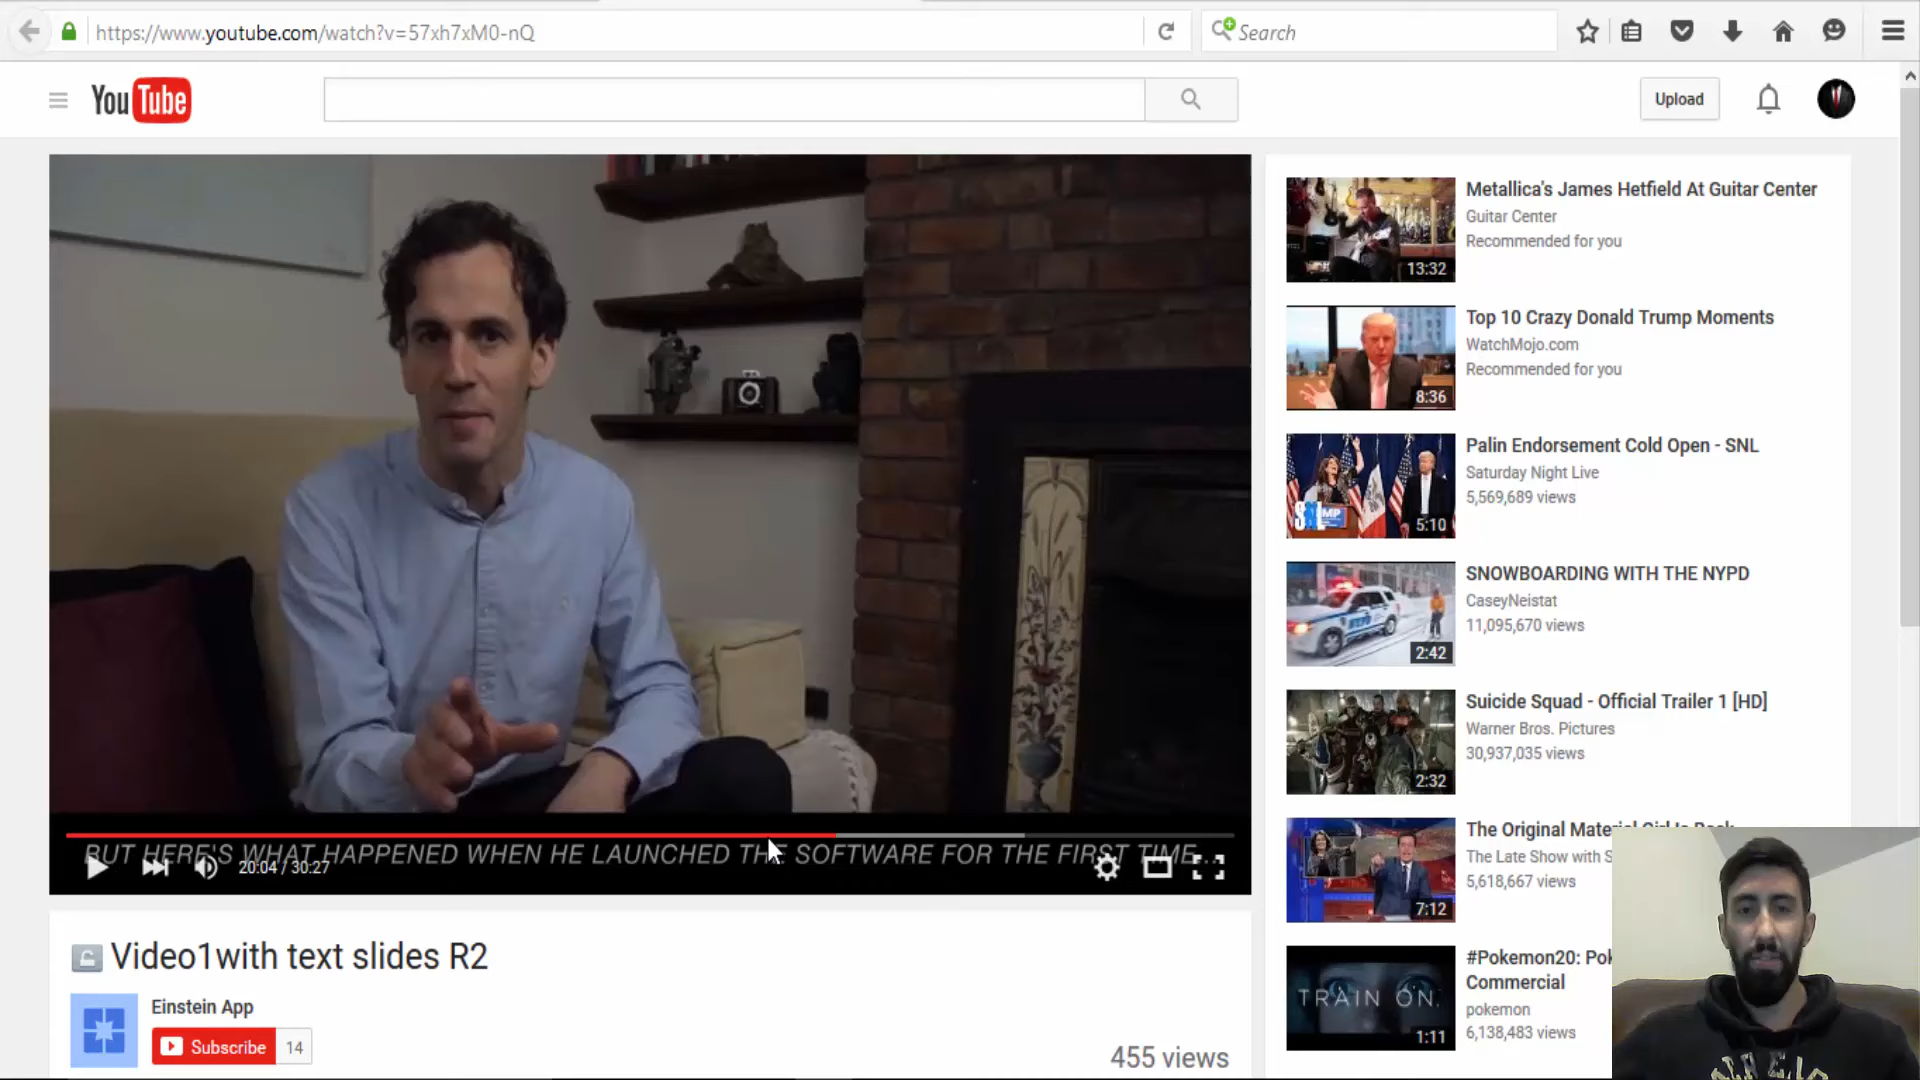 https://www.youtube.com/watch?v=57xh7xM0-nQ
Search
YouTube
Upload
BUT HERE'S WHAT HAPPENED WHEN HE LAUNCHED THE SOFTWARE FOR THE FIRST TIME...
20:04 / 30:27
Video1with text slides R2
Einstein App
Subscribe 14
455 views
Metallica's James Hetfield At Guitar Center
Guitar Center
Recommended for you
13:32
Top 10 Crazy Donald Trump Moments
WatchMojo.com
Recommended for you
8:36
Palin Endorsement Cold Open - SNL
Saturday Night Live
5,569,689 views
5:10
SNOWBOARDING WITH THE NYPD
CaseyNeistat
11,095,670 views
2:42
Suicide Squad - Official Trailer 1 [HD]
Warner Bros. Pictures
30,937,035 views
2:32
The Original Material Girl
The Late Show with S
5,618,667 views
7:12
#Pokemon20: Pok
Commercial
pokemon
6,138,483 views
TRAIN ON.
1:11